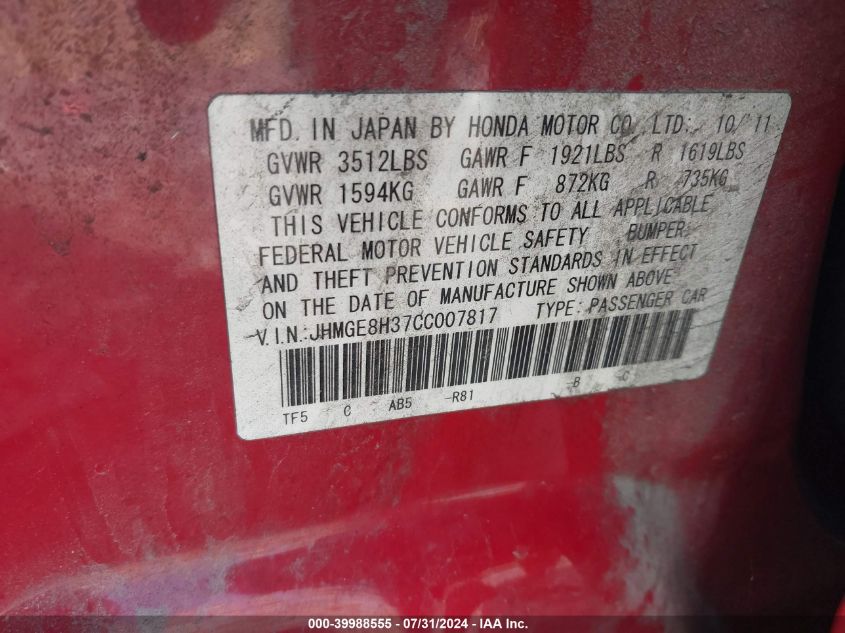 MFD. IN JAPAN BY HONDA MOTOR CO.,LTD: 10/11
GVWR 3512LBS GAWR F 1921LBS R 1619LBS
GVWR 1594KG GAWR F 872KG R 735KG
THIS VEHICLE CONFORMS TO ALL APPLICABLE
FEDERAL MOTOR VEHICLE SAFETY, BUMPER,
AND THEFT PREVENTION STANDARDS IN EFFECT
ON THE DATE OF MANUFACTURE SHOWN ABOVE
V.I.N.:JHMGE8H37CC007817 TYPE:PASSENGER CAR
TF5 C AB5 -R81 -B -G
000-39988555 / 07/31/2024 - IAA Inc.